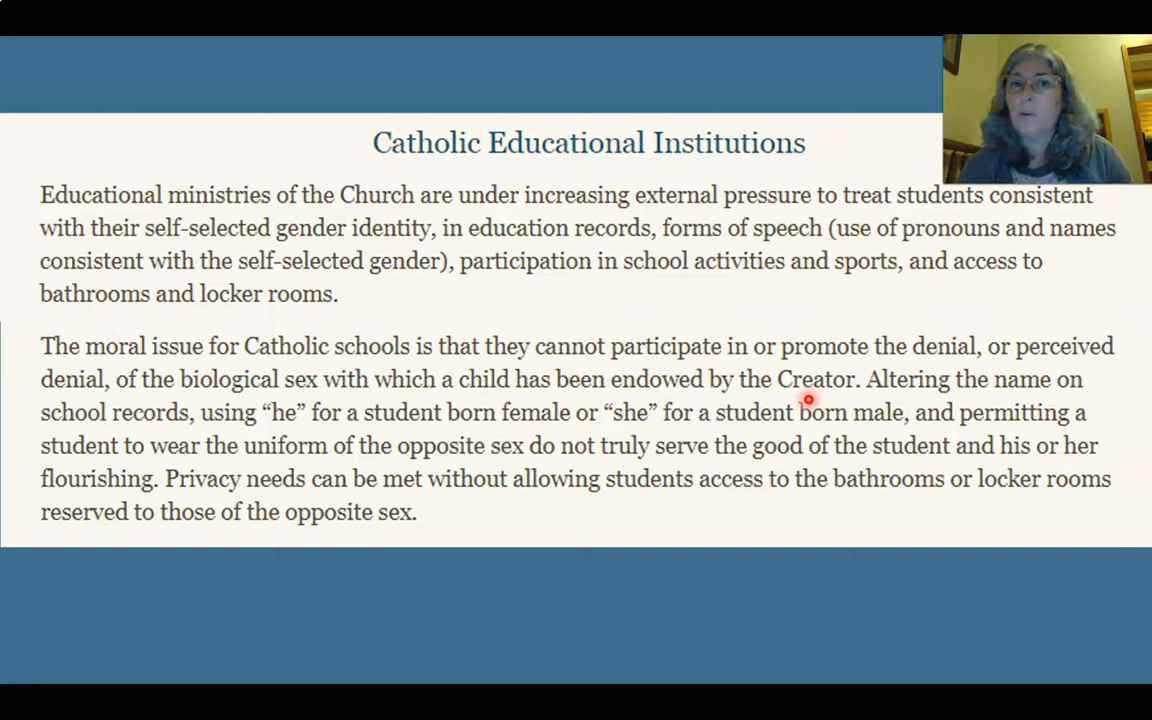 Catholic Educational Institutions
Educational ministries of the Church are under increasing external pressure to treat students consistent
with their self-selected gender identity, in education records, forms of speech (use of pronouns and names
consistent with the self-selected gender), participation in school activities and sports, and access to
bathrooms and locker rooms.
The moral issue for Catholic schools is that they cannot participate in or promote the denial, or perceived
denial, of the biological sex with which a child has been endowed by the Creator. Altering the name on
school records, using “he” for a student born female or “she” for a student born male, and permitting a
student to wear the uniform of the opposite sex do not truly serve the good of the student and his or her
flourishing. Privacy needs can be met without allowing students access to the bathrooms or locker rooms
reserved to those of the opposite sex.